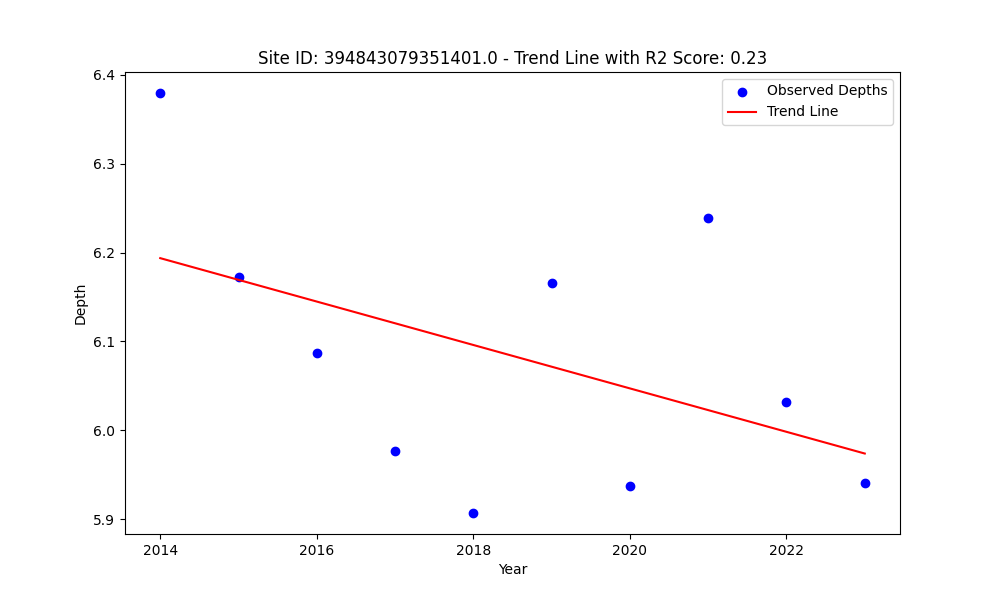 Site ID: 394843079351401.0 - Trend Line with R2 Score: 0.23
Observed Depths
Trend Line
6.4
6.3
6.2
6.1
6.0
5.9
Depth
2014
2016
2018
2020
2022
Year